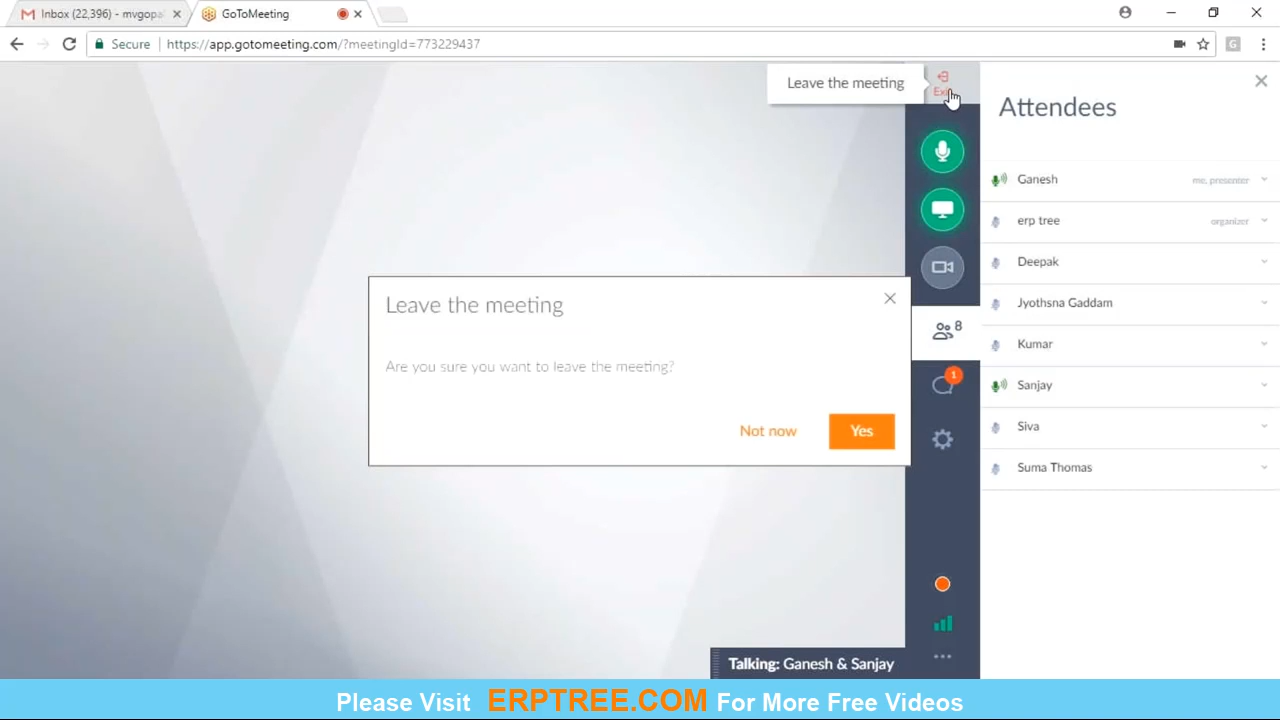 Inbox (22,396) - mvgopa
GoToMeeting
Secure
https://app.gotomeeting.com/?meetingId=773229437
G
Leave the meeting
Attendees
Ganesh
me, presenter
erp tree
organizer
Deepak
Jyothsna Gaddam
8
Kumar
1
Sanjay
Siva
Suma Thomas
Leave the meeting
Are you sure you want to leave the meeting?
Not now
Yes
Talking: Ganesh & Sanjay
Please Visit ERPTREE.COM For More Free Videos